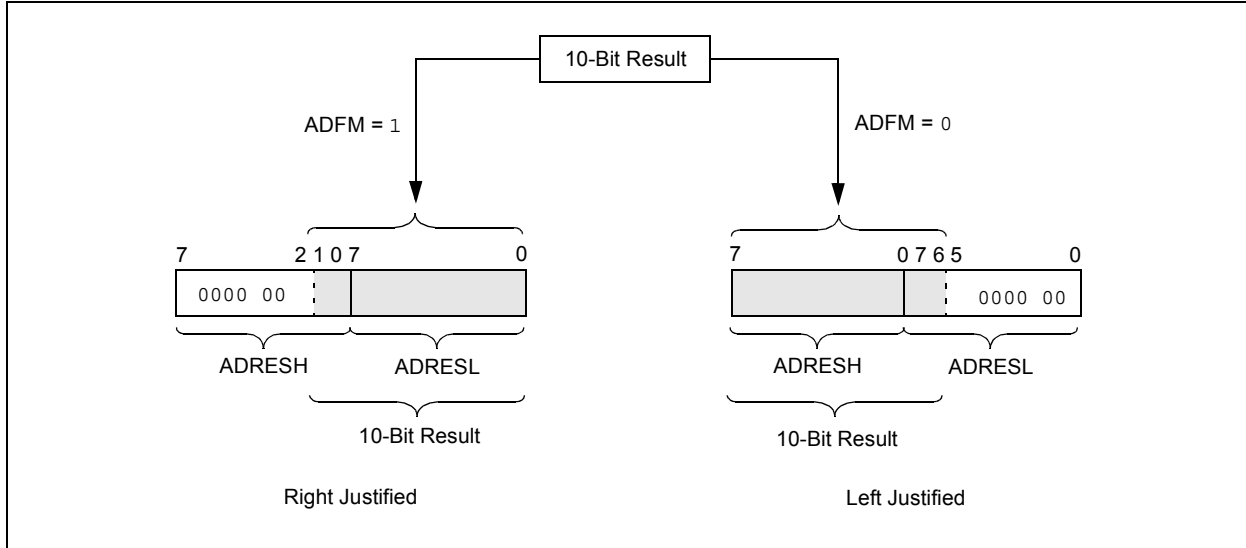 10-Bit Result
ADFM = 1
ADFM = 0
7 2 1 0 7 0
7 0 7 6 5 0
0000 00
0000 00
ADRESH ADRESL
ADRESH ADRESL
10-Bit Result
10-Bit Result
Right Justified
Left Justified